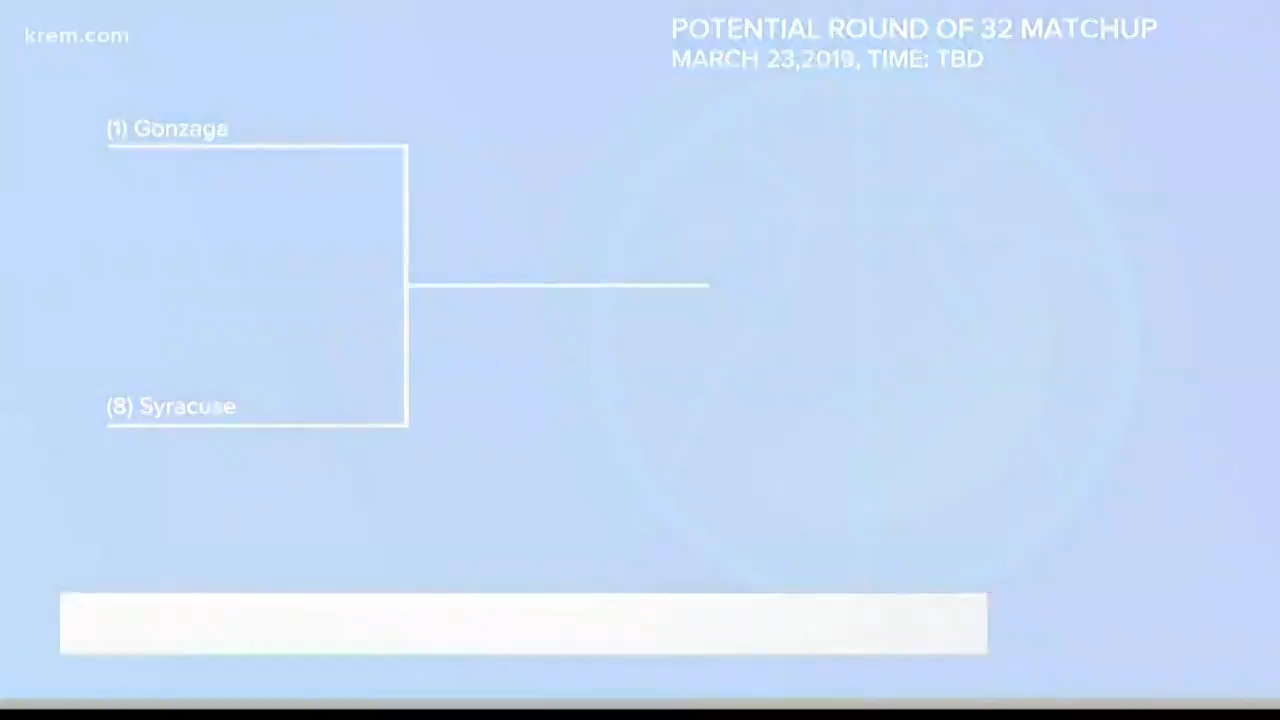 krem.com
POTENTIAL ROUND OF 32 MATCHUP
MARCH 23,2019, TIME: TBD
(1) Gonzaga
(8) Syracuse